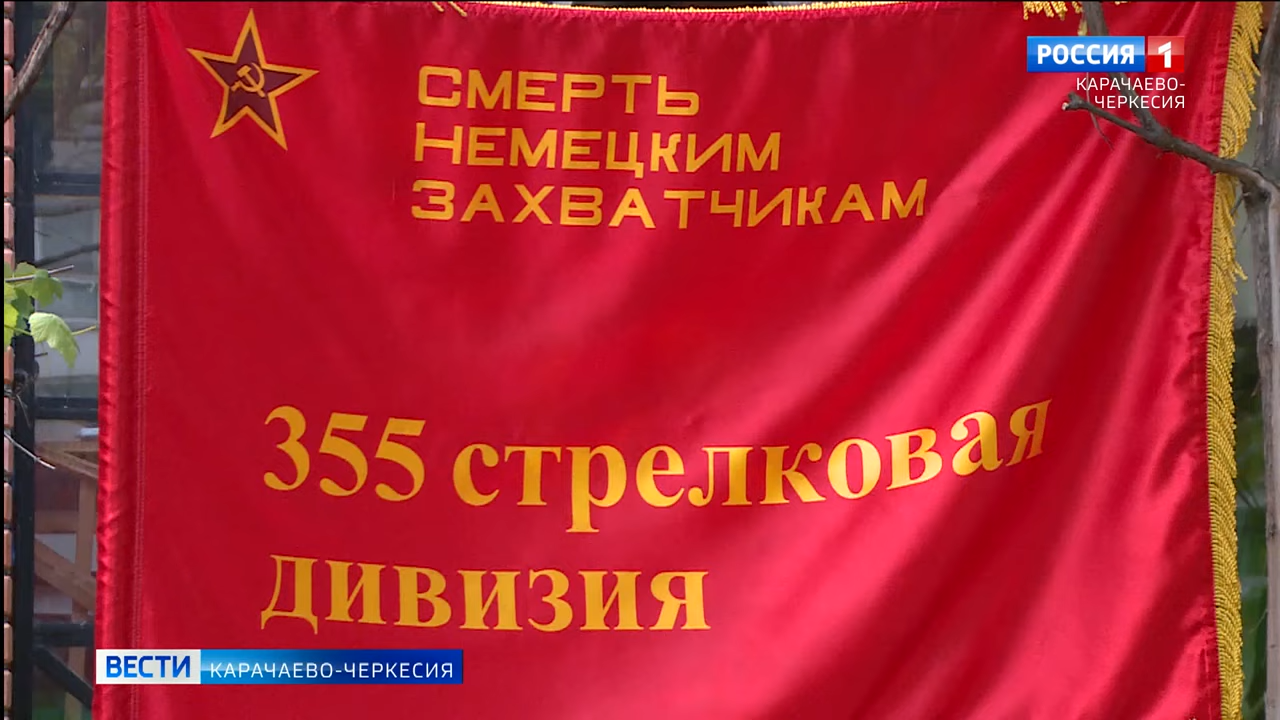 СМЕРТЬ
НЕМЕЦКИМ
ЗАХВАТЧИКАМ
РОССИЯ 1
КАРАЧАЕВО-
ЧЕРКЕСИЯ
355 стрелковая
дивизия
ВЕСТИ КАРАЧАЕВО-ЧЕРКЕСИЯ